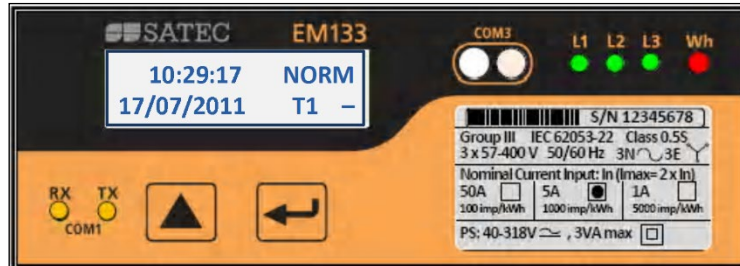 SATEC EM133
10:29:17 NORM
17/07/2011 T1 –
RX TX
COM1
COM3
L1 L2 L3 Wh
S/N 12345678
Group III IEC 62053-22 Class 0.5S
3 x 57-400 V 50/60 Hz 3N 3E
Nominal Current Input: In (Imax= 2 x In)
50A 5A 1A
100 imp/kWh 1000 imp/kWh 5000 imp/kWh
PS: 40-318V , 3VA max